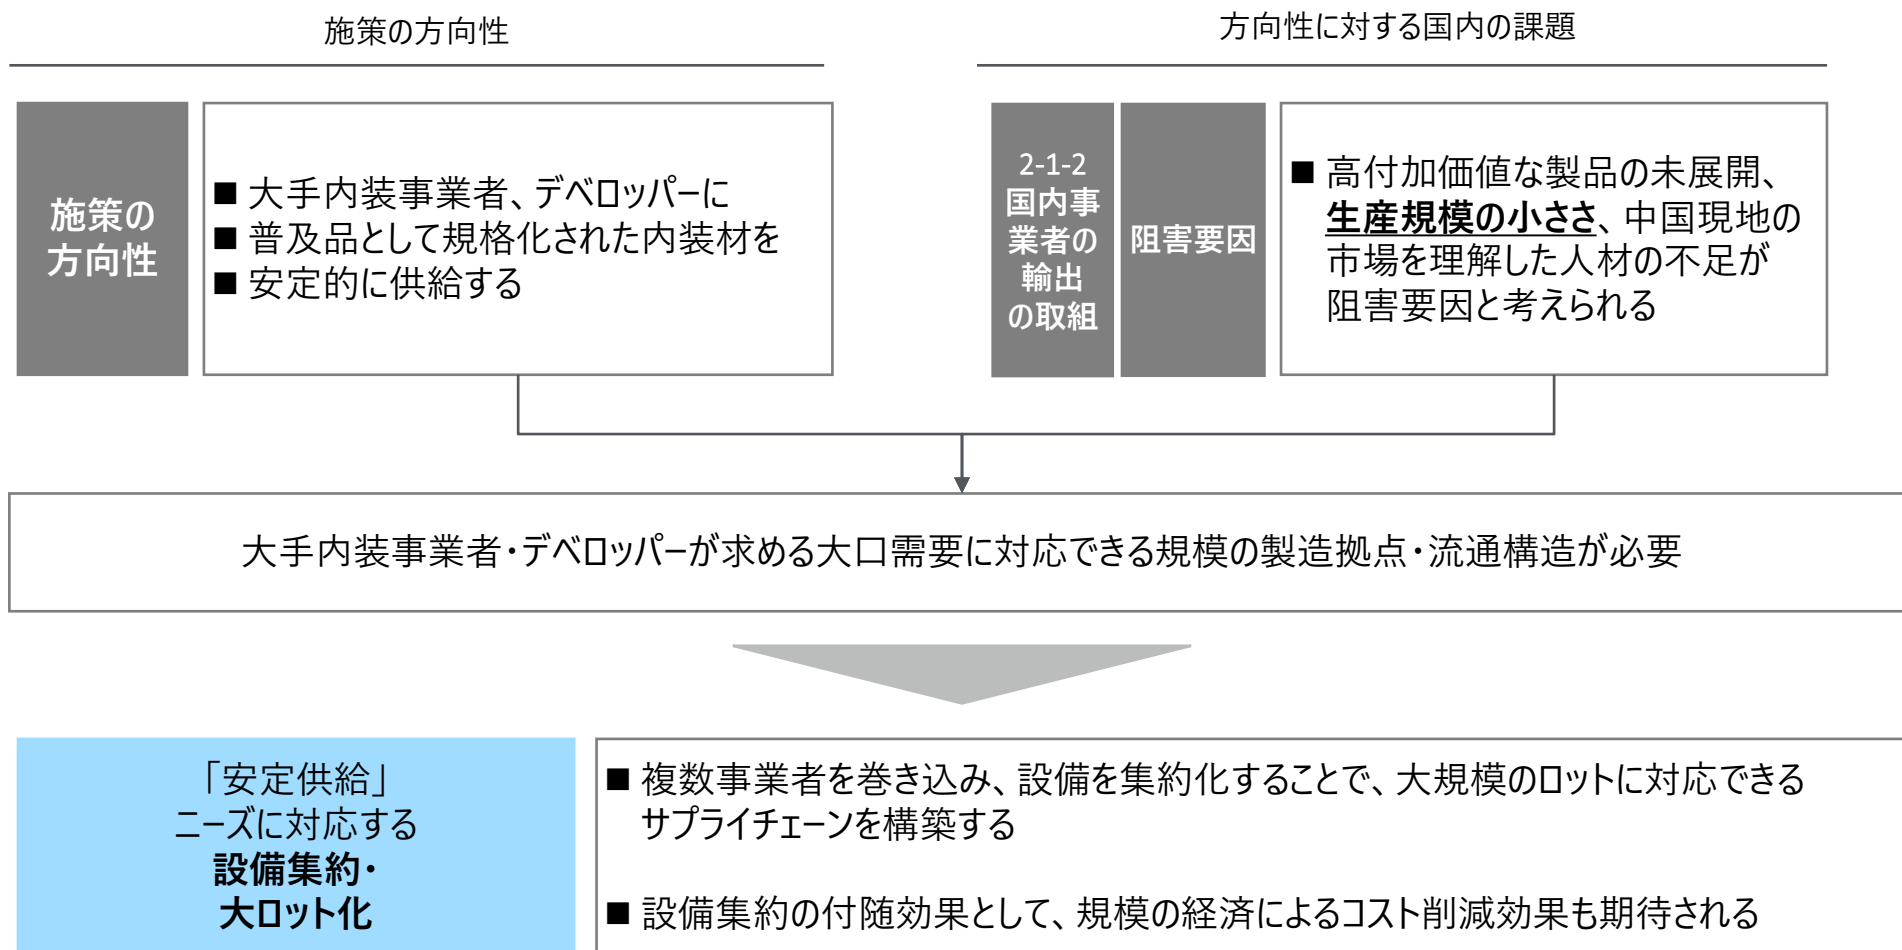 施策の方向性
方向性に対する国内の課題
施策の
方向性
■ 大手内装事業者、デベロッパーに
■ 普及品として規格化された内装材を
■ 安定的に供給する
2-1-2
国内事
業者の
輸出
の取組
阻害要因
■ 高付加価値な製品の未展開、
生産規模の小ささ、中国現地の
市場を理解した人材の不足が
阻害要因と考えられる
大手内装事業者・デベロッパーが求める大口需要に対応できる規模の製造拠点・流通構造が必要
「安定供給」
ニーズに対応する
設備集約・
大ロット化
■ 複数事業者を巻き込み、設備を集約化することで、大規模のロットに対応できる
サプライチェーンを構築する
■ 設備集約の付随効果として、規模の経済によるコスト削減効果も期待される